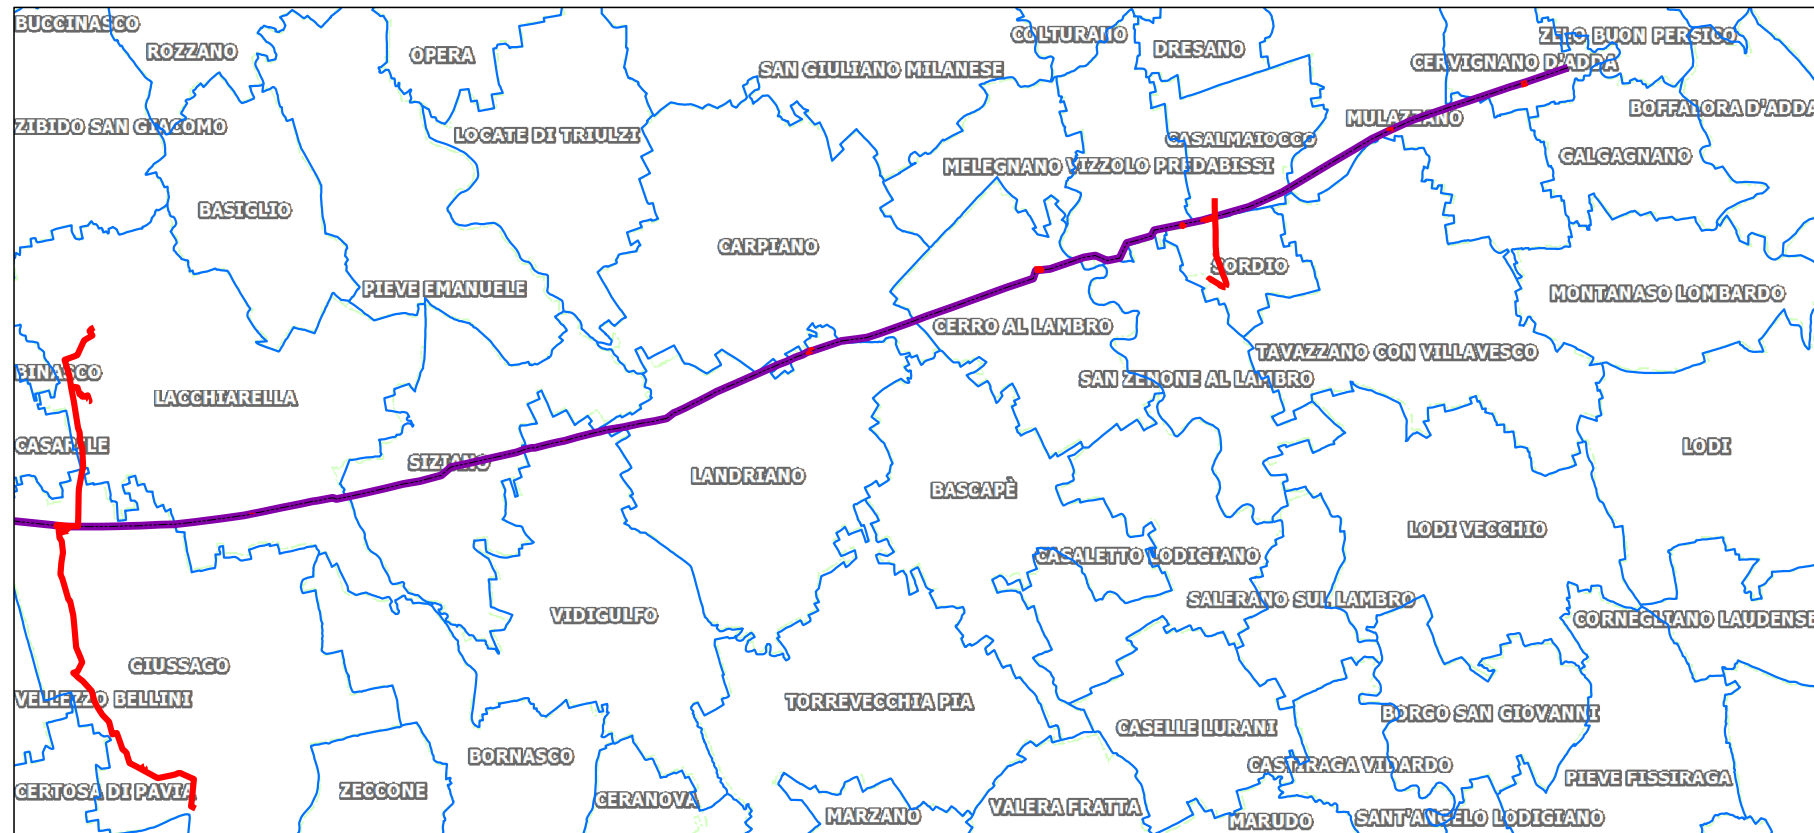 BUCCINASCO
ROZZANO
OPERA
COLTURANO
DRESANO
ZELO BUON PERSICO
SAN GIULIANO MILANESE
CERVIGNANO D'ADDA
BOFFALORA D'ADDA
ZIBIDO SAN GIACOMO
LOCATE DI TRIULZI
MULAZZANO
CASALMAIOCCO
GALGAGNANO
MELEGNANO
VIZZOLO PREDABISSI
BASIGLIO
CARPIANO
SORDIO
PIEVE EMANUELE
MONTANASO LOMBARDO
CERRO AL LAMBRO
TAVAZZANO CON VILLAVESCO
BINASCO
SAN ZENONE AL LAMBRO
LACCHIARELLA
CASARILE
LODI
SIZIANO
LANDRIANO
BASCAPÈ
LODI VECCHIO
CASALETTO LODIGIANO
SALERANO SUL LAMBRO
VIDIGULFO
CORNEGLIANO LAUDENSE
GIUSSAGO
VELLEZZO BELLINI
TORREVECCHIA PIA
BORGO SAN GIOVANNI
CASELLE LURANI
BORNASCO
CASTIRAGA VIDARDO
PIEVE FISSIRAGA
CERTOSA DI PAVIA
ZECCONE
CERANOVA
VALERA FRATTA
MARZANO
MARUDO
SANT'ANGELO LODIGIANO